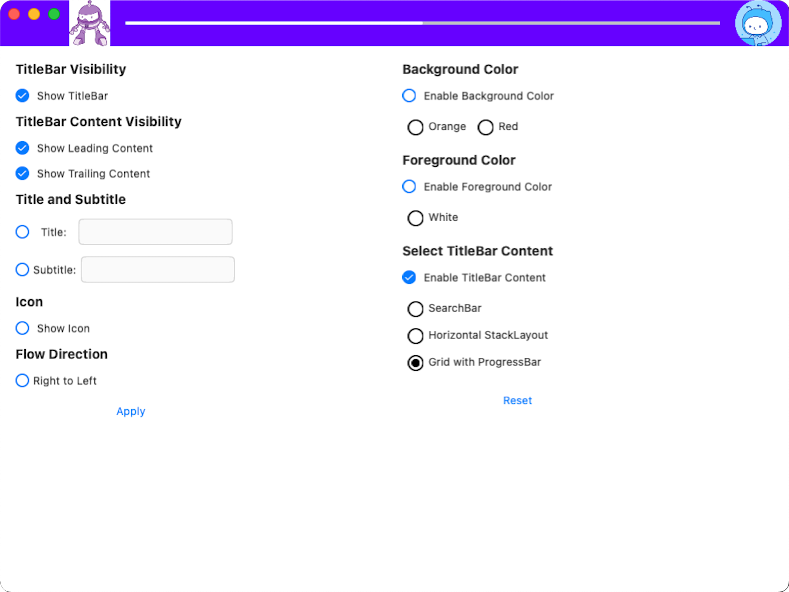 TitleBar Visibility
Show TitleBar
TitleBar Content Visibility
Show Leading Content
Show Trailing Content
Title and Subtitle
Title:
Subtitle:
Icon
Show Icon
Flow Direction
Right to Left
Apply
Background Color
Enable Background Color
Orange Red
Foreground Color
Enable Foreground Color
White
Select TitleBar Content
Enable TitleBar Content
SearchBar
Horizontal StackLayout
Grid with ProgressBar
Reset